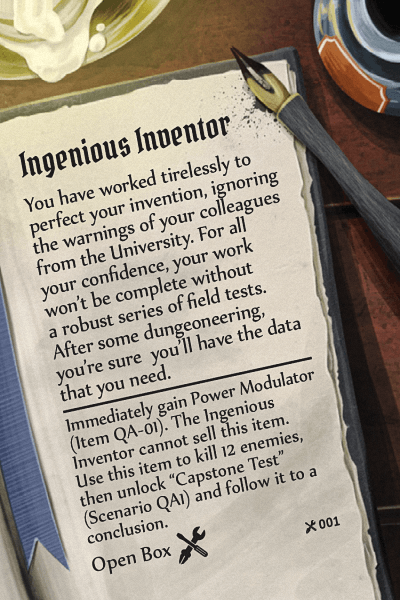 Ingenious Inventor
You have worked tirelessly to
perfect your invention, ignoring
the warnings of your colleagues
from the University. For all
your confidence, your work
won't be complete without
a robust series of field tests.
After some dungeoneering,
you're sure you'll have the data
that you need.
Immediately gain Power Modulator
(Item QA-01). The Ingenious
Inventor cannot sell this item.
Use this item to kill 12 enemies,
then unlock “Capstone Test”
(Scenario QA1) and follow it to a
conclusion.
Open Box
001